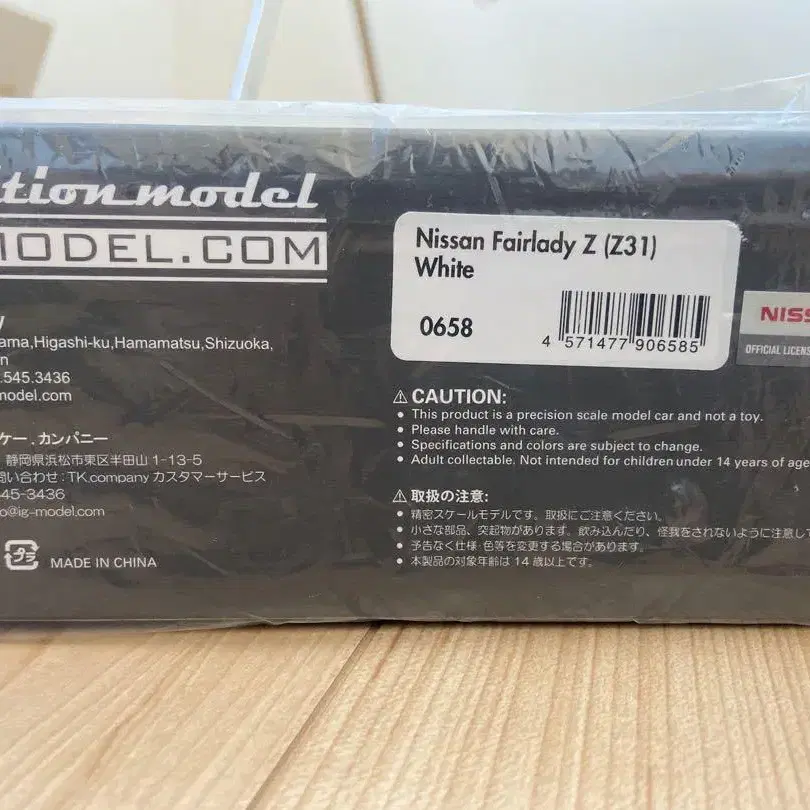 tion model
MODEL.COM
ama,Higashi-ku,Hamamatsu,Shizuoka,
.545.3436
model.com
ケー、カンパニー
静岡県浜松市東区半田山 1-13-5
い合わせ：TK.company カスタマーサービス
545-3436
o@ig-model.com
プラ
MADE IN CHINA
Nissan Fairlady Z (Z31)
White
0658
4 571477 906585
NISS
OFFICIAL LICENS
⚠ CAUTION:
• This product is a precision scale model car and not a toy.
• Please handle with care.
• Specifications and colors are subject to change.
• Adult collectable. Not intended for children under 14 years of age
⚠ 取扱の注意:
• 精密スケールモデルです。取扱にご注意ください。
• 小さな部品、突起物があります。飲み込んだり、怪我をされないように注意して
• 予告なく仕様・色等を変更する場合があります。
• 本製品の対象年齢は 14 歳以上です。